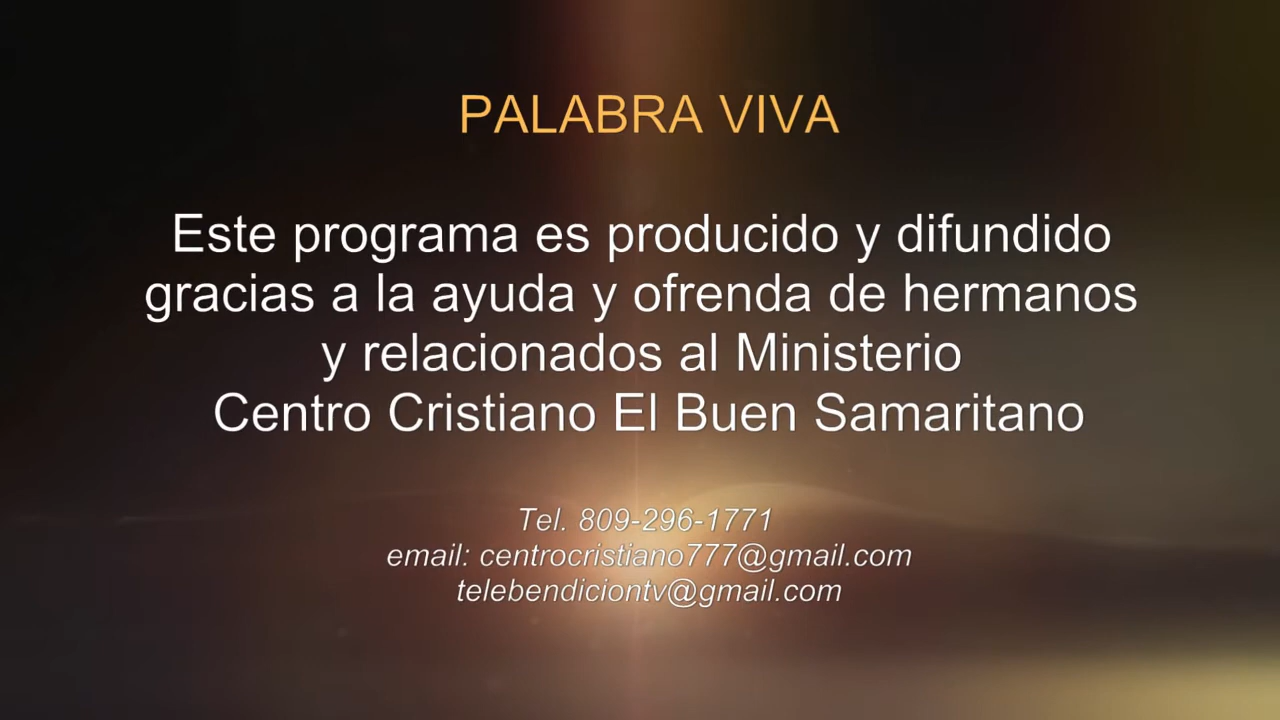 PALABRA VIVA
Este programa es producido y difundido
gracias a la ayuda y ofrenda de hermanos
y relacionados al Ministerio
Centro Cristiano El Buen Samaritano
Tel. 809-296-1771
email: centrocristiano777@gmail.com
telebendiciontv@gmail.com